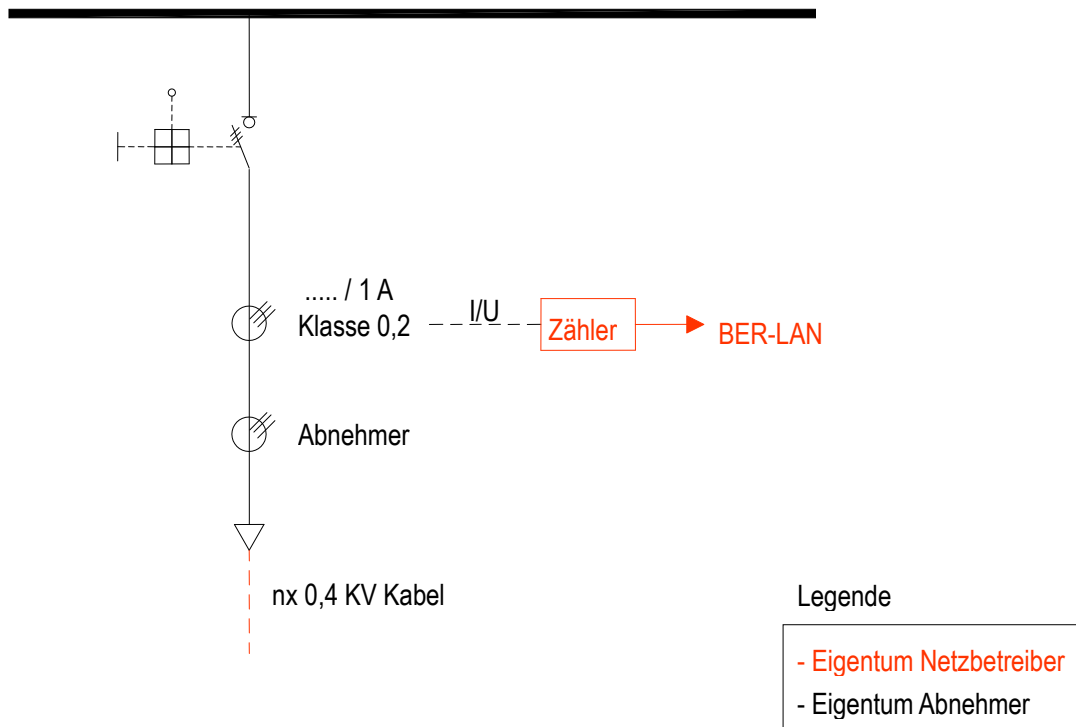 ..... / 1 A
Klasse 0,2
I/U
Zähler
BER-LAN
Abnehmer
nx 0,4 KV Kabel
Legende
- Eigentum Netzbetreiber
- Eigentum Abnehmer